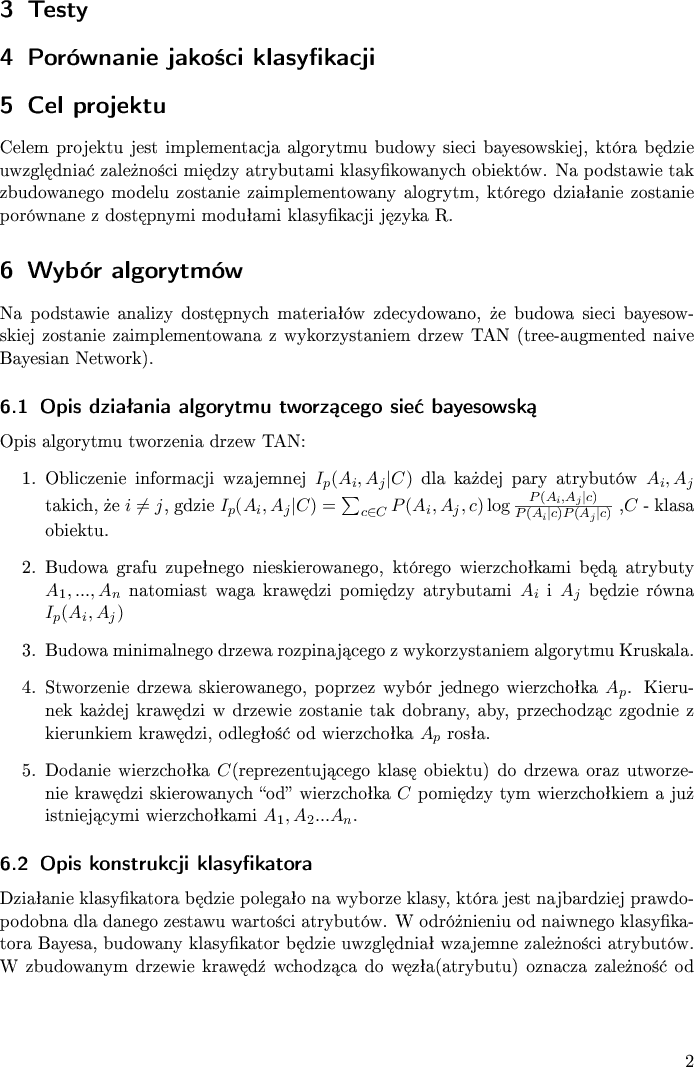 3 Testy
4 Porównanie jakości klasyfikacji
5 Cel projektu
Celem projektu jest implementacja algorytmu budowy sieci bayesowskiej, która będzie
uwzględniać zależności między atrybutami klasyfikowanych obiektów. Na podstawie tak
zbudowanego modelu zostanie zaimplementowany alogrytm, którego działanie zostanie
porównane z dostępnymi modułami klasyfikacji języka R.
6 Wybór algorytmów
Na podstawie analizy dostępnych materiałów zdecydowano, że budowa sieci bayesow-
skiej zostanie zaimplementowana z wykorzystaniem drzew TAN (tree-augmented naive
Bayesian Network).
6.1 Opis działania algorytmu tworzącego sieć bayesowską
Opis algorytmu tworzenia drzew TAN:
1. Obliczenie informacji wzajemnej $I_p(A_i, A_j|C)$ dla każdej pary atrybutów $A_i, A_j$
takich, że $i \neq j$, gdzie $I_p(A_i, A_j|C) = \sum_{c \in C} P(A_i, A_j, c) \log \frac{P(A_i, A_j|c)}{P(A_i|c)P(A_j|c)}$ ,$C$ - klasa
obiektu.
2. Budowa grafu zupełnego nieskierowanego, którego wierzchołkami będą atrybuty
$A_1, ..., A_n$ natomiast waga krawędzi pomiędzy atrybutami $A_i$ i $A_j$ będzie równa
$I_p(A_i, A_j)$
3. Budowa minimalnego drzewa rozpinającego z wykorzystaniem algorytmu Kruskala.
4. Stworzenie drzewa skierowanego, poprzez wybór jednego wierzchołka $A_p$. Kieru-
nek każdej krawędzi w drzewie zostanie tak dobrany, aby, przechodząc zgodnie z
kierunkiem krawędzi, odległość od wierzchołka $A_p$ rosła.
5. Dodanie wierzchołka $C$(reprezentującego klasę obiektu) do drzewa oraz utworze-
nie krawędzi skierowanych “od” wierzchołka $C$ pomiędzy tym wierzchołkiem a już
istniejącymi wierzchołkami $A_1, A_2...A_n$.
6.2 Opis konstrukcji klasyfikatora
Działanie klasyfikatora będzie polegało na wyborze klasy, która jest najbardziej prawdo-
podobna dla danego zestawu wartości atrybutów. W odróżnieniu od naiwnego klasyfika-
tora Bayesa, budowany klasyfikator będzie uwzględniał wzajemne zależności atrybutów.
W zbudowanym drzewie krawędź wchodząca do węzła(atrybutu) oznacza zależność od
2